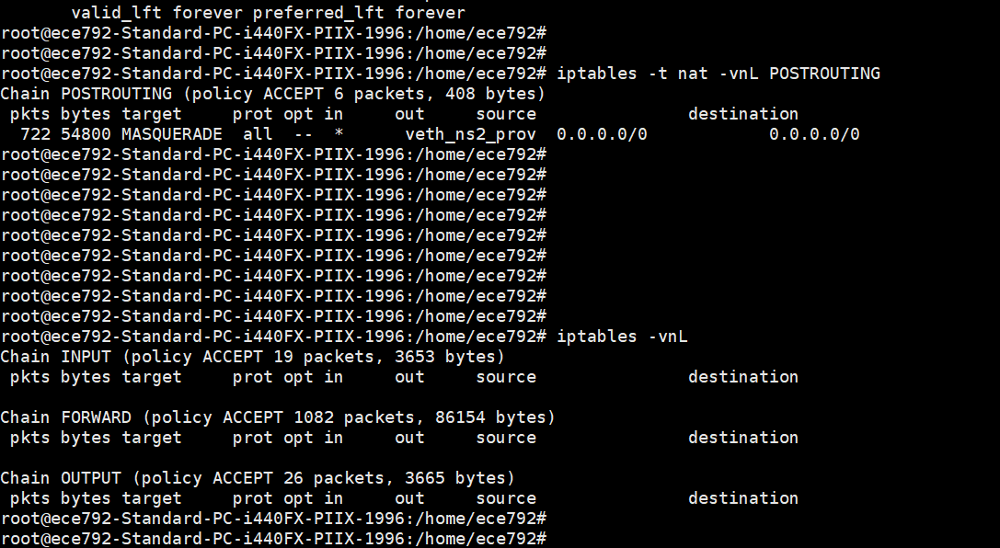 valid_lft forever preferred_lft forever
root@ece792-Standard-PC-i440FX-PIIX-1996:/home/ece792#
root@ece792-Standard-PC-i440FX-PIIX-1996:/home/ece792#
root@ece792-Standard-PC-i440FX-PIIX-1996:/home/ece792# iptables -t nat -vnL POSTROUTING
Chain POSTROUTING (policy ACCEPT 6 packets, 408 bytes)
 pkts bytes target     prot opt in     out     source               destination
  722 54800 MASQUERADE  all  --  *      veth_ns2_prov  0.0.0.0/0            0.0.0.0/0
root@ece792-Standard-PC-i440FX-PIIX-1996:/home/ece792#
root@ece792-Standard-PC-i440FX-PIIX-1996:/home/ece792#
root@ece792-Standard-PC-i440FX-PIIX-1996:/home/ece792#
root@ece792-Standard-PC-i440FX-PIIX-1996:/home/ece792#
root@ece792-Standard-PC-i440FX-PIIX-1996:/home/ece792#
root@ece792-Standard-PC-i440FX-PIIX-1996:/home/ece792#
root@ece792-Standard-PC-i440FX-PIIX-1996:/home/ece792#
root@ece792-Standard-PC-i440FX-PIIX-1996:/home/ece792#
root@ece792-Standard-PC-i440FX-PIIX-1996:/home/ece792#
root@ece792-Standard-PC-i440FX-PIIX-1996:/home/ece792# iptables -vnL
Chain INPUT (policy ACCEPT 19 packets, 3653 bytes)
 pkts bytes target     prot opt in     out     source               destination

Chain FORWARD (policy ACCEPT 1082 packets, 86154 bytes)
 pkts bytes target     prot opt in     out     source               destination

Chain OUTPUT (policy ACCEPT 26 packets, 3665 bytes)
 pkts bytes target     prot opt in     out     source               destination
root@ece792-Standard-PC-i440FX-PIIX-1996:/home/ece792#
root@ece792-Standard-PC-i440FX-PIIX-1996:/home/ece792#